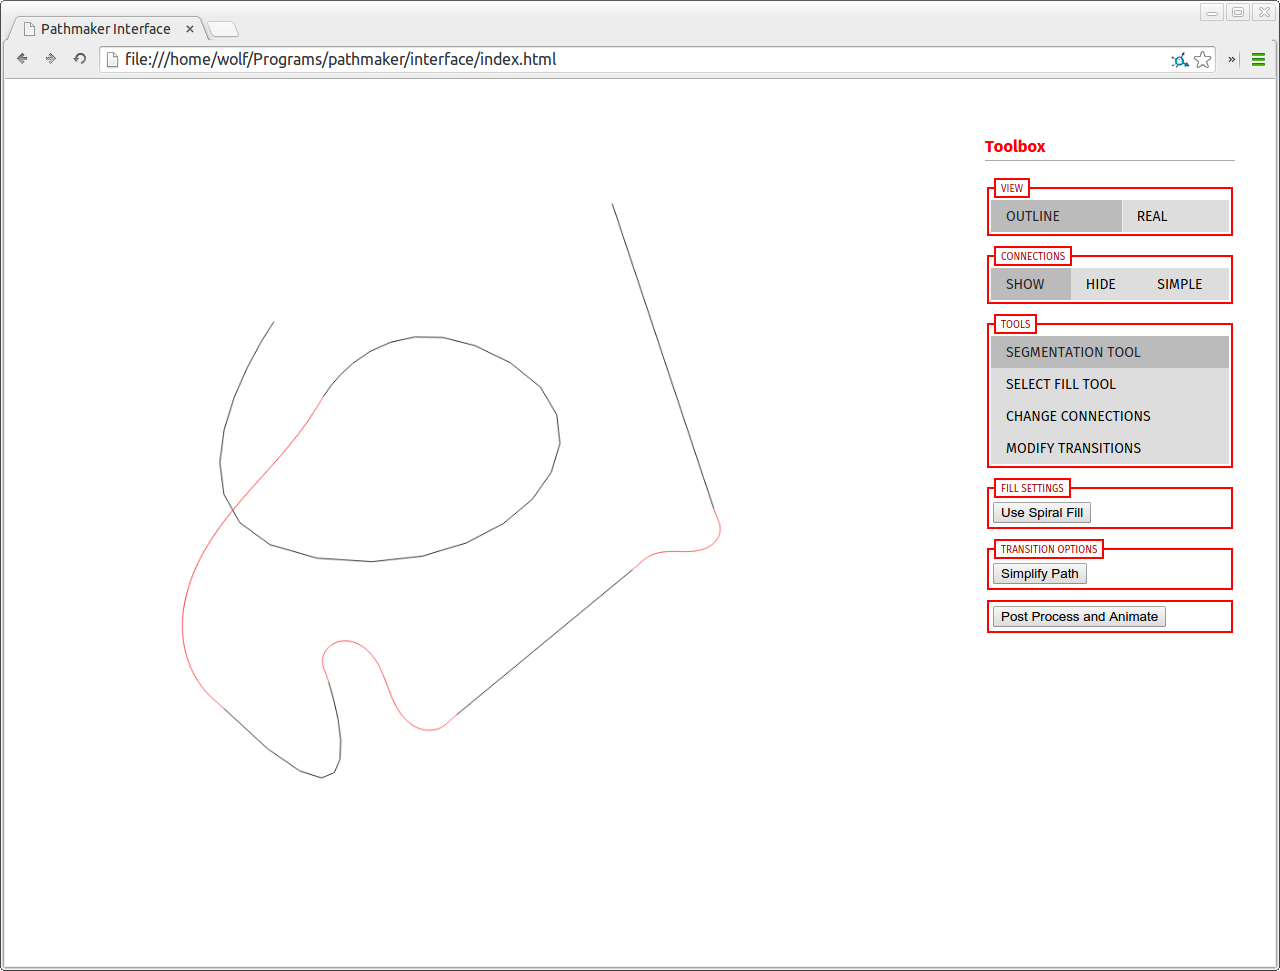 Pathmaker Interface
file:///home/wolf/Programs/pathmaker/interface/index.html
»
Toolbox
VIEW
OUTLINE REAL
CONNECTIONS
SHOW HIDE SIMPLE
TOOLS
SEGMENTATION TOOL
SELECT FILL TOOL
CHANGE CONNECTIONS
MODIFY TRANSITIONS
FILL SETTINGS
Use Spiral Fill
TRANSITION OPTIONS
Simplify Path
Post Process and Animate